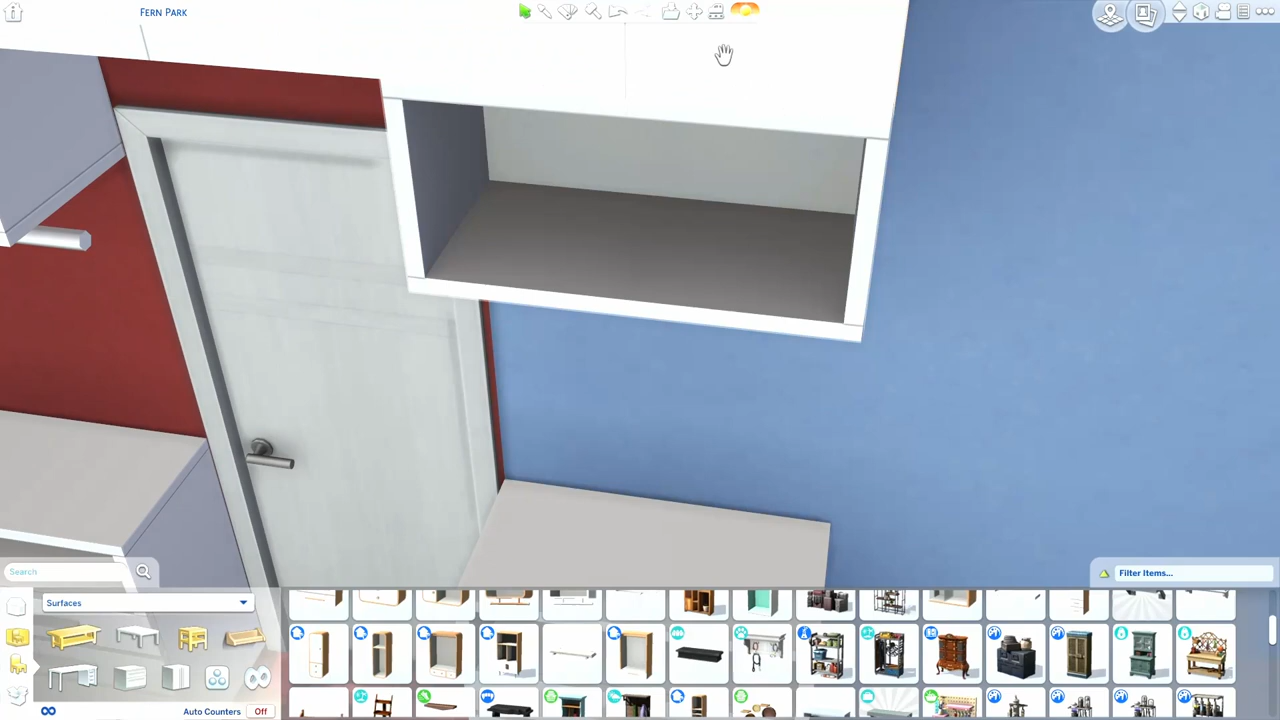 FERN PARK
Search
Filter Items...
Surfaces
Auto Counters Off